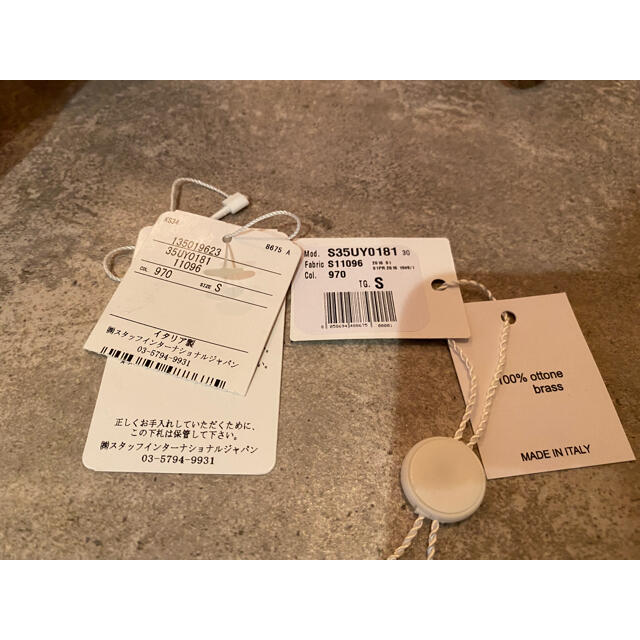 KS34
8675 A
135019623
35UY0181
11096
COL. 970
SIZE S
イタリア製
㈱スタッフインターナショナルジャパン
03-5794-9931
正しくお手入れしていただくために、
この下札は保管して下さい。
㈱スタッフインターナショナルジャパン
03-5794-9931
Mod. S35UY0181 30
Fabric S11096
Col. 970
TG. S
100% ottone
brass
MADE IN ITALY